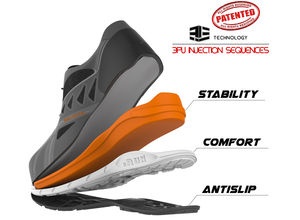 PATENTED
TECHNOLOGY
3PU INJECTION SEQUENCES
STABILITY
COMFORT
ANTISLIP